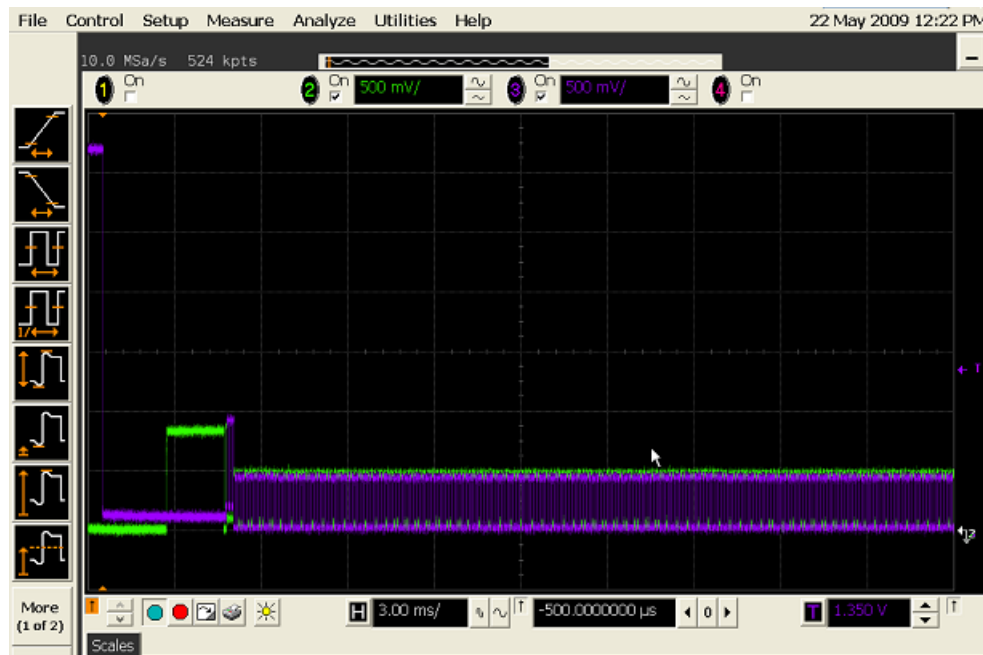 File Control Setup Measure Analyze Utilities Help 22 May 2009 12:22 PM
10.0 MSa/s 524 kpts
1 On 2 On 500 mV/ 3 On 500 mV/ 4 On
T
1/
2
More
(1 of 2)
H 3.00 ms/ T -500.0000000 µs 0 T 1.350 V T
Scales